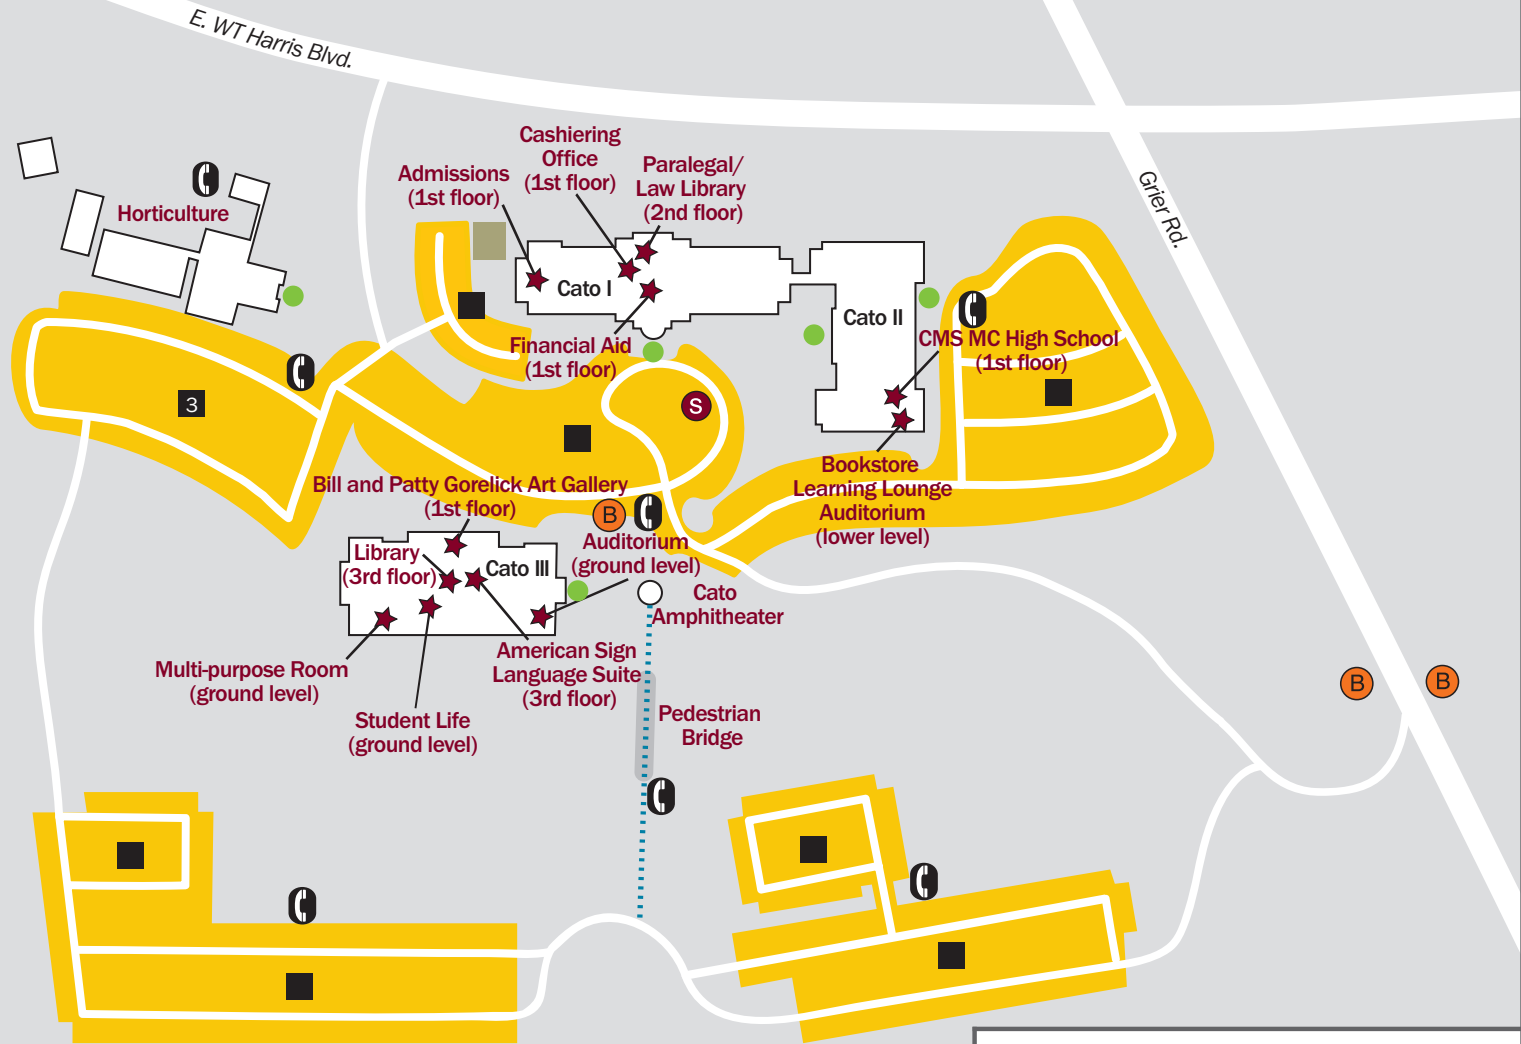 E. WT Harris Blvd.
Grier Rd.
Cashiering
Office
(1st floor)
Admissions
(1st floor)
Paralegal/
Law Library
(2nd floor)
Horticulture
Cato I
Cato II
CMS MC High School
(1st floor)
Financial Aid
(1st floor)
3
S
Bookstore
Learning Lounge
Auditorium
(lower level)
Bill and Patty Gorelick Art Gallery
(1st floor)
B
Library
(3rd floor)
Cato III
Auditorium
(ground level)
Cato
Amphitheater
American Sign
Language Suite
(3rd floor)
Multi-purpose Room
(ground level)
Student Life
(ground level)
Pedestrian
Bridge
B
B